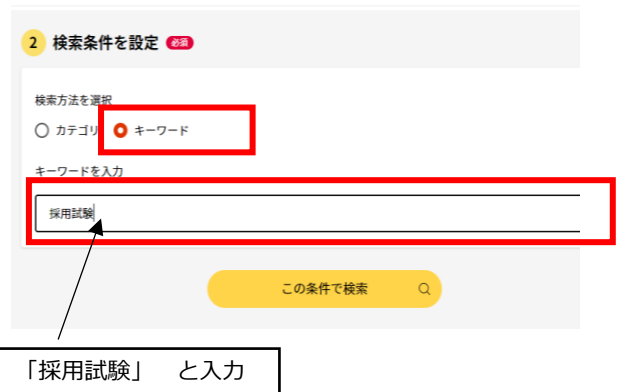 2 検索条件を設定 必須
検索方法を選択
カテゴリ キーワード
キーワードを入力
採用試験
この条件で検索
「採用試験」 と入力